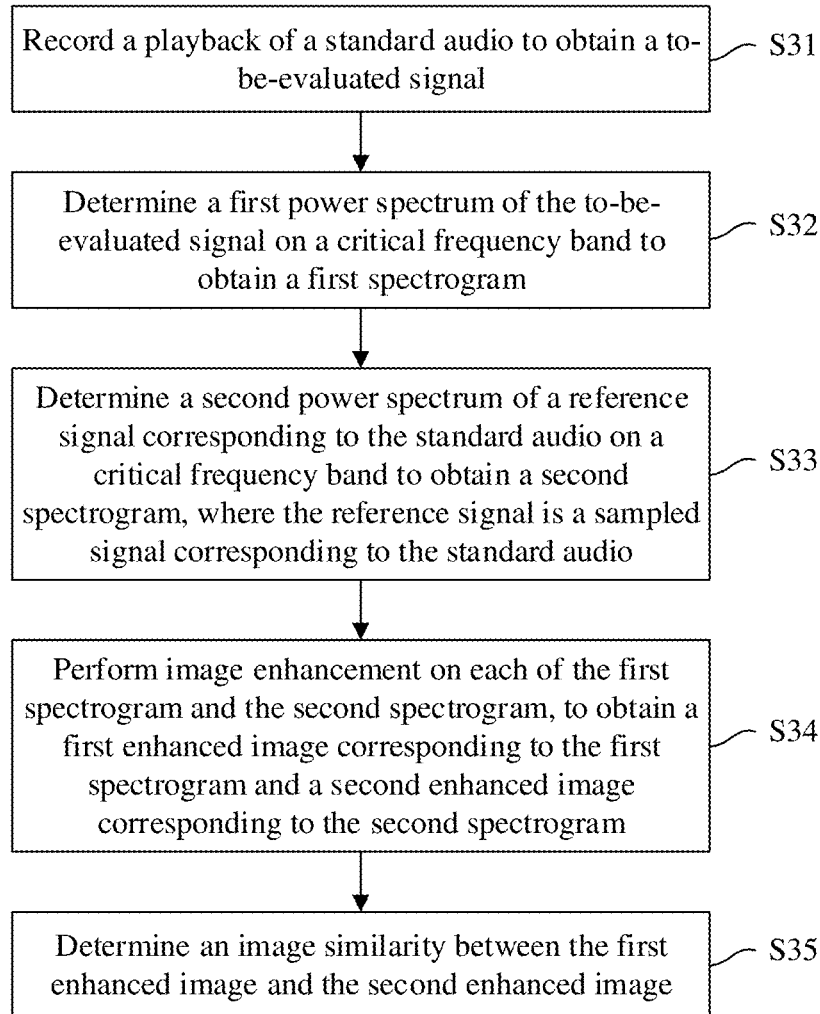 Record a playback of a standard audio to obtain a to-
be-evaluated signal
S31
Determine a first power spectrum of the to-be-
evaluated signal on a critical frequency band to
obtain a first spectrogram
S32
Determine a second power spectrum of a reference
signal corresponding to the standard audio on a
critical frequency band to obtain a second
spectrogram, where the reference signal is a sampled
signal corresponding to the standard audio
S33
Perform image enhancement on each of the first
spectrogram and the second spectrogram, to obtain a
first enhanced image corresponding to the first
spectrogram and a second enhanced image
corresponding to the second spectrogram
S34
Determine an image similarity between the first
enhanced image and the second enhanced image
S35